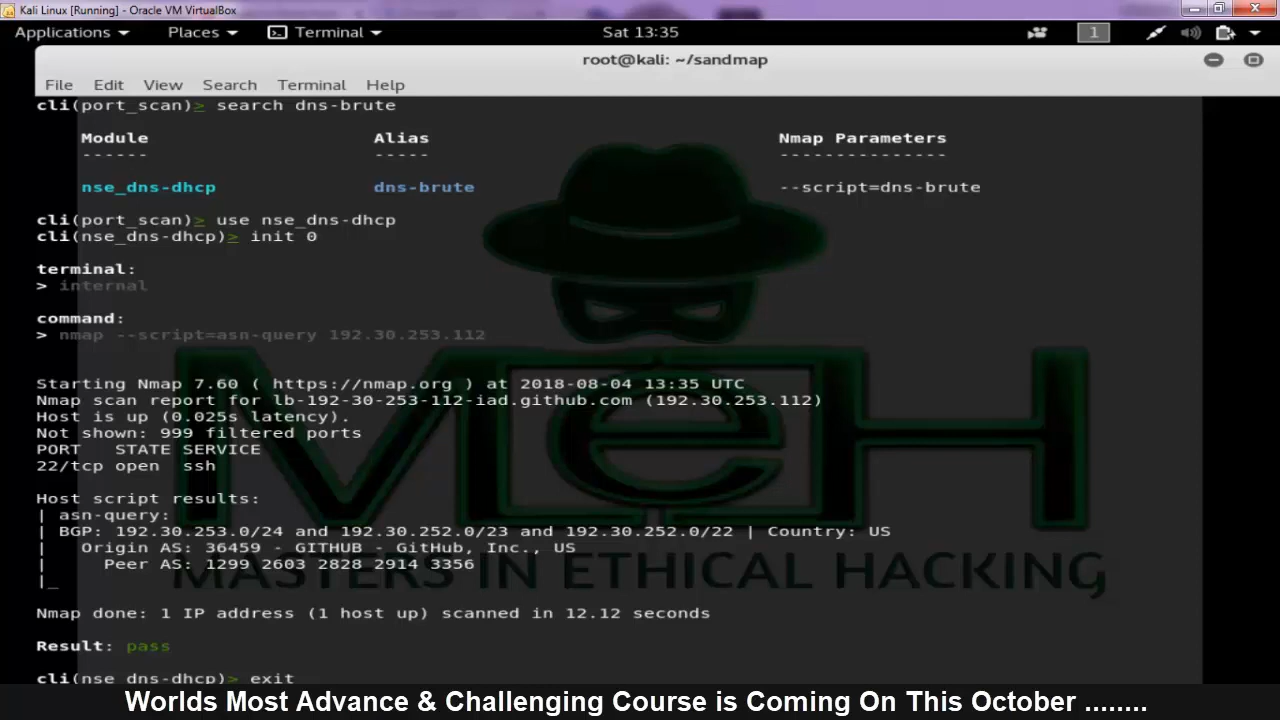 Kali Linux [Running] - Oracle VM VirtualBox
Applications Places Terminal Sat 13:35 1
root@kali: ~/sandmap
File Edit View Search Terminal Help
cli(port_scan)> search dns-brute
Module Alias Nmap Parameters
------ ----- ---------------
nse_dns-dhcp dns-brute --script=dns-brute
cli(port_scan)> use nse_dns-dhcp
cli(nse_dns-dhcp)> init 0
terminal:
> internal
command:
> nmap --script=asn-query 192.30.253.112
Starting Nmap 7.60 ( https://nmap.org ) at 2018-08-04 13:35 UTC
Nmap scan report for lb-192-30-253-112-iad.github.com (192.30.253.112)
Host is up (0.025s latency).
Not shown: 999 filtered ports
PORT STATE SERVICE
22/tcp open ssh
Host script results:
| asn-query:
| BGP: 192.30.253.0/24 and 192.30.252.0/23 and 192.30.252.0/22 | Country: US
| Origin AS: 36459 - GITHUB - GitHub, Inc., US
| Peer AS: 1299 2603 2828 2914 3356
|_
Nmap done: 1 IP address (1 host up) scanned in 12.12 seconds
Result: pass
cli(nse_dns-dhcp)> exit
MeH
MASTERS IN ETHICAL HACKING
Worlds Most Advance & Challenging Course is Coming On This October ........